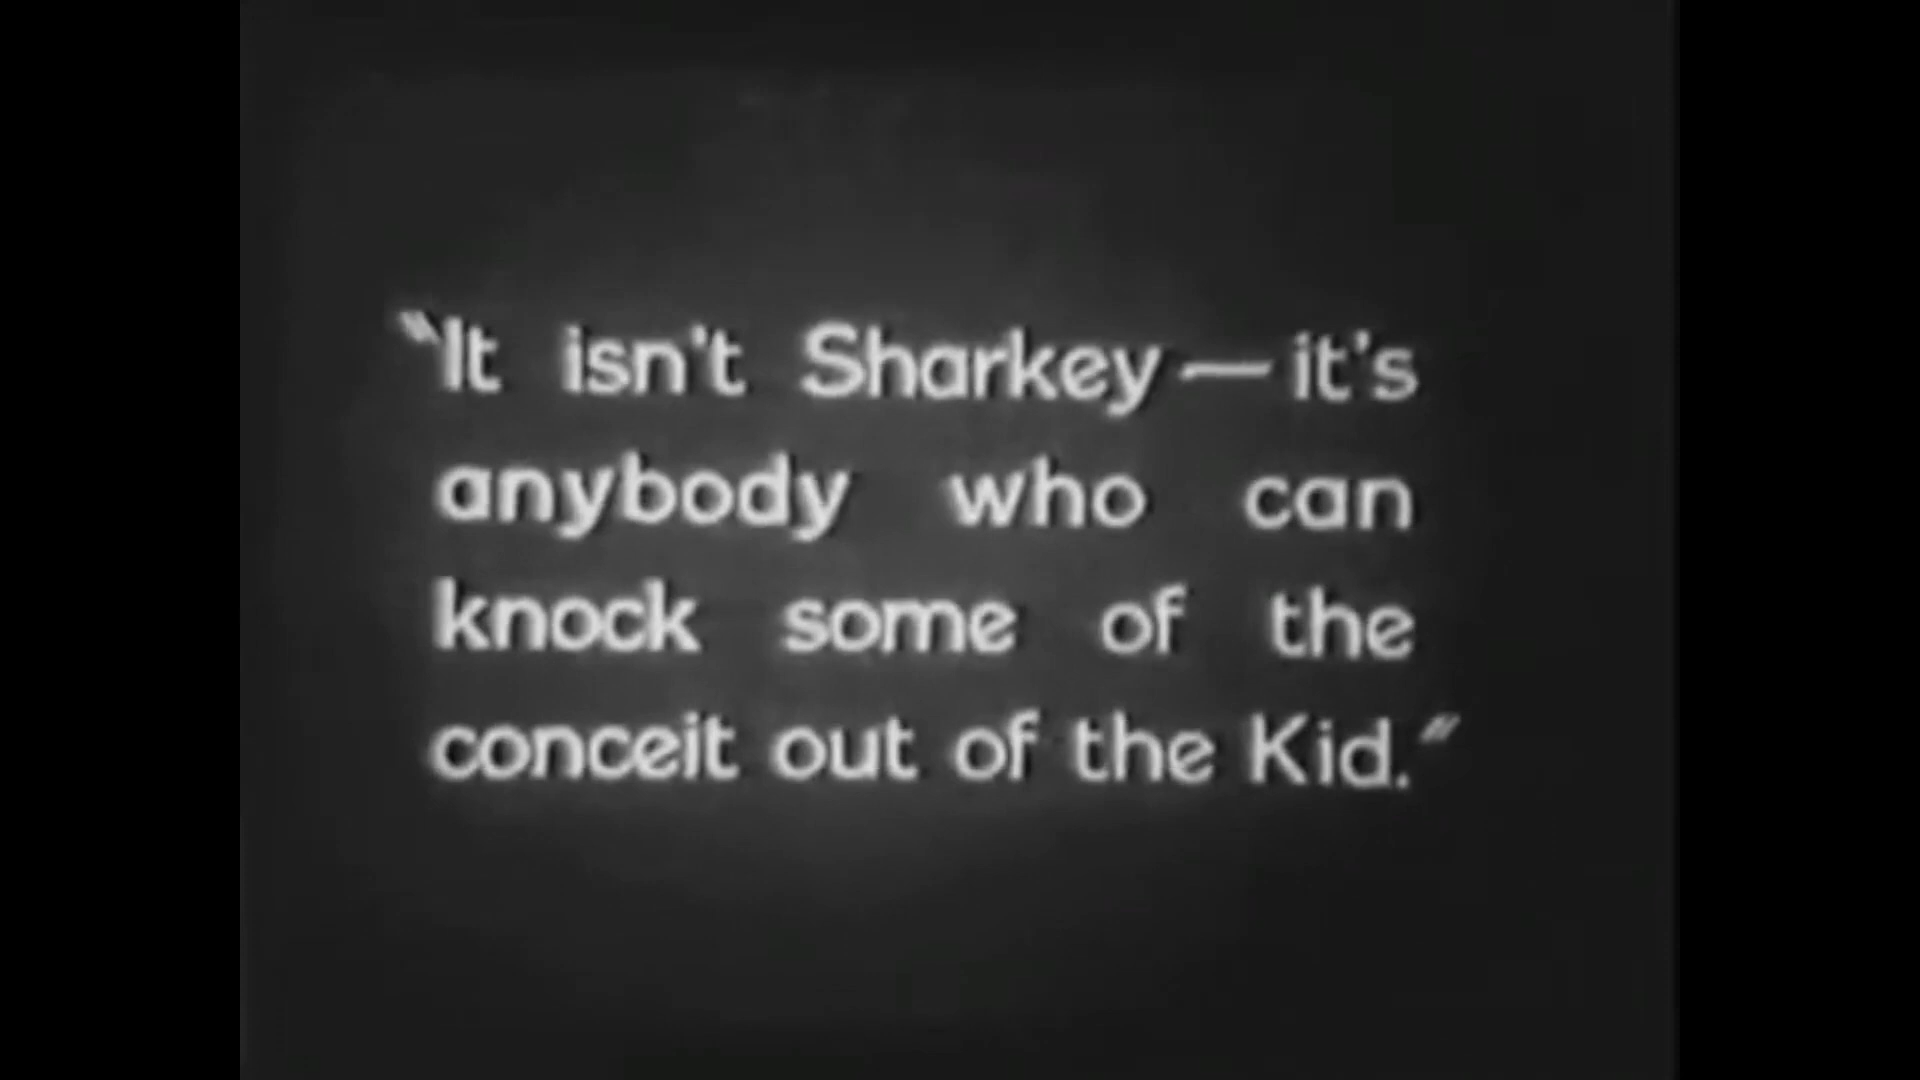 "It isn't Sharkey—it's
anybody who can
knock some of the
conceit out of the Kid."